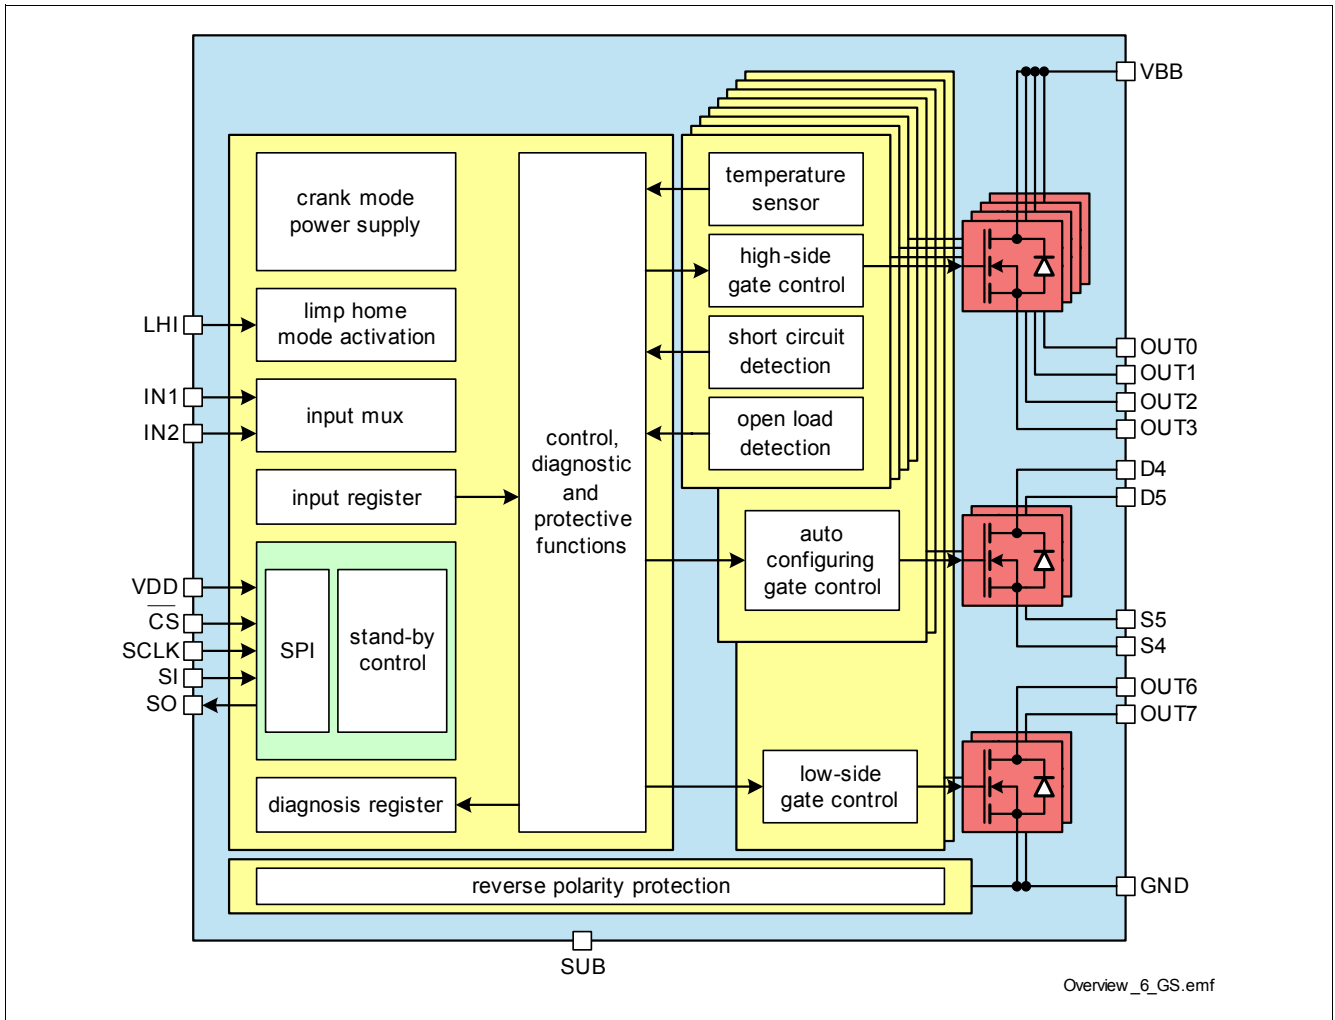 VBB
temperature
sensor
crank mode
power supply
high-side
gate control
LHI
limp home
mode activation
short circuit
detection
OUT0
OUT1
OUT2
OUT3
IN1
IN2
input mux
open load
detection
control,
diagnostic
and
protective
functions
D4
D5
input register
auto
configuring
gate control
VDD
CS
SCLK
SI
SO
SPI
stand-by
control
S5
S4
OUT6
OUT7
low-side
gate control
diagnosis register
reverse polarity protection
GND
SUB
Overview_6_GS.emf